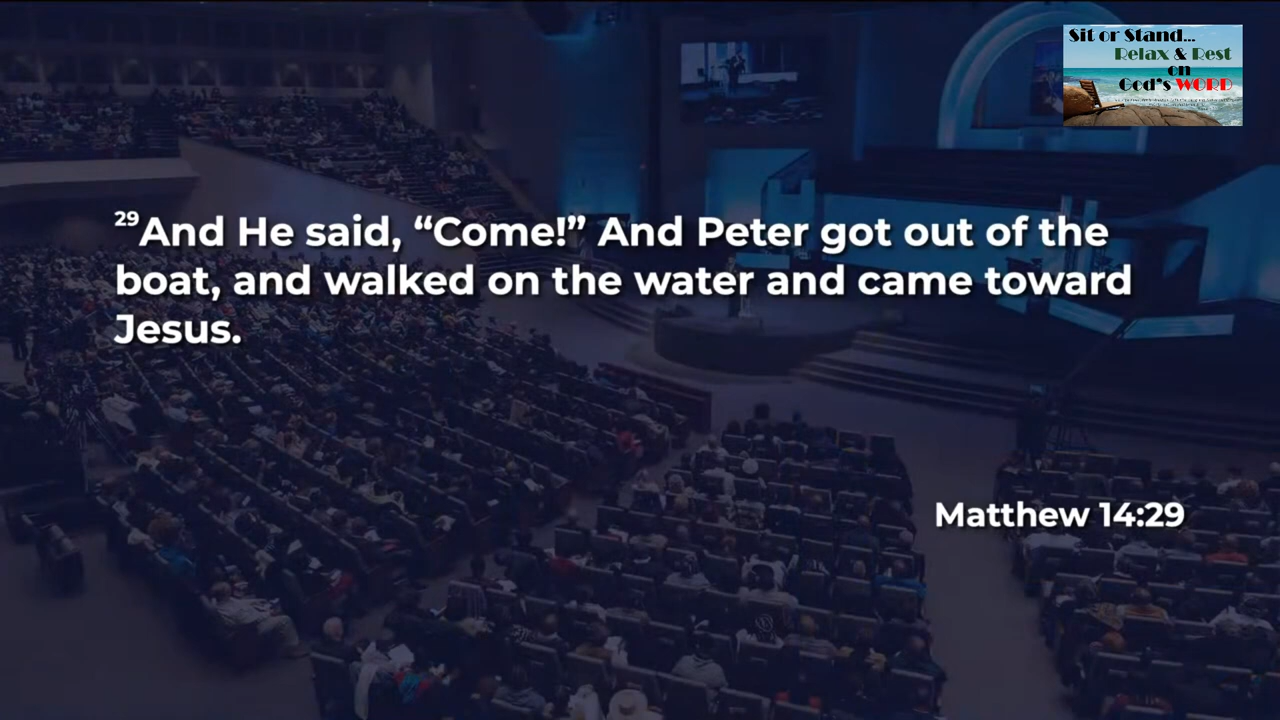 Sit or Stand...
Relax & Rest
on
God's WORD
29And He said, “Come!” And Peter got out of the
boat, and walked on the water and came toward
Jesus.
Matthew 14:29